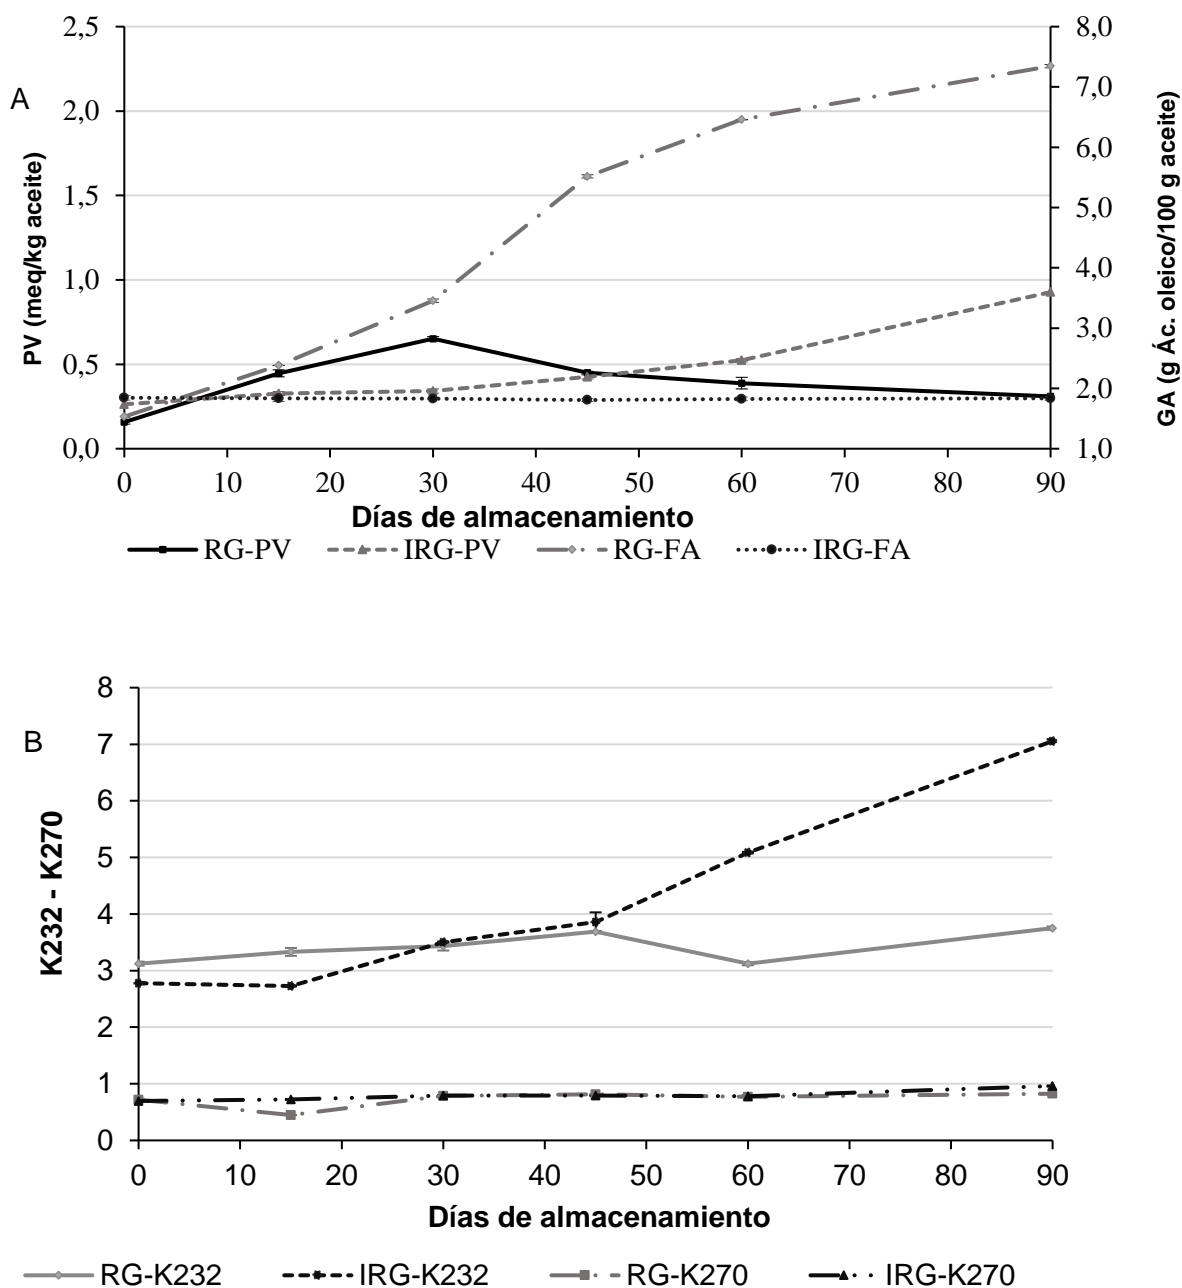 A
PV (meq/kg aceite)
2,5
2,0
1,5
1,0
0,5
0,0
8,0
7,0
6,0
5,0
4,0
3,0
2,0
1,0
GA (g Ác. oleico/100 g aceite)
0 10 20 30 40 50 60 70 80 90
Días de almacenamiento
RG-PV IRG-PV RG-FA IRG-FA
B
K232 - K270
8
7
6
5
4
3
2
1
0
0 10 20 30 40 50 60 70 80 90
Días de almacenamiento
RG-K232 IRG-K232 RG-K270 IRG-K270